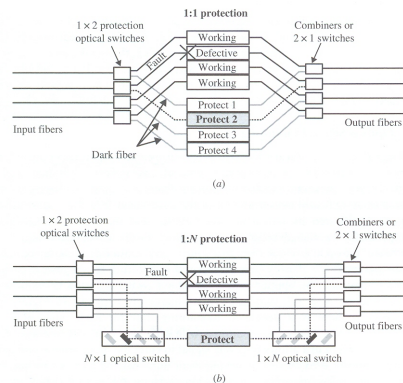 1:1 protection
1 × 2 protection
optical switches
Combiners or
2 × 1 switches
Working
Fault
Defective
Working
Working
Protect 1
Protect 2
Protect 3
Protect 4
Input fibers
Dark fiber
Output fibers
(a)
1 × 2 protection
optical switches
1:N protection
Combiners or
2 × 1 switches
Working
Fault
Defective
Working
Working
Input fibers
Output fibers
Protect
N × 1 optical switch
1 × N optical switch
(b)